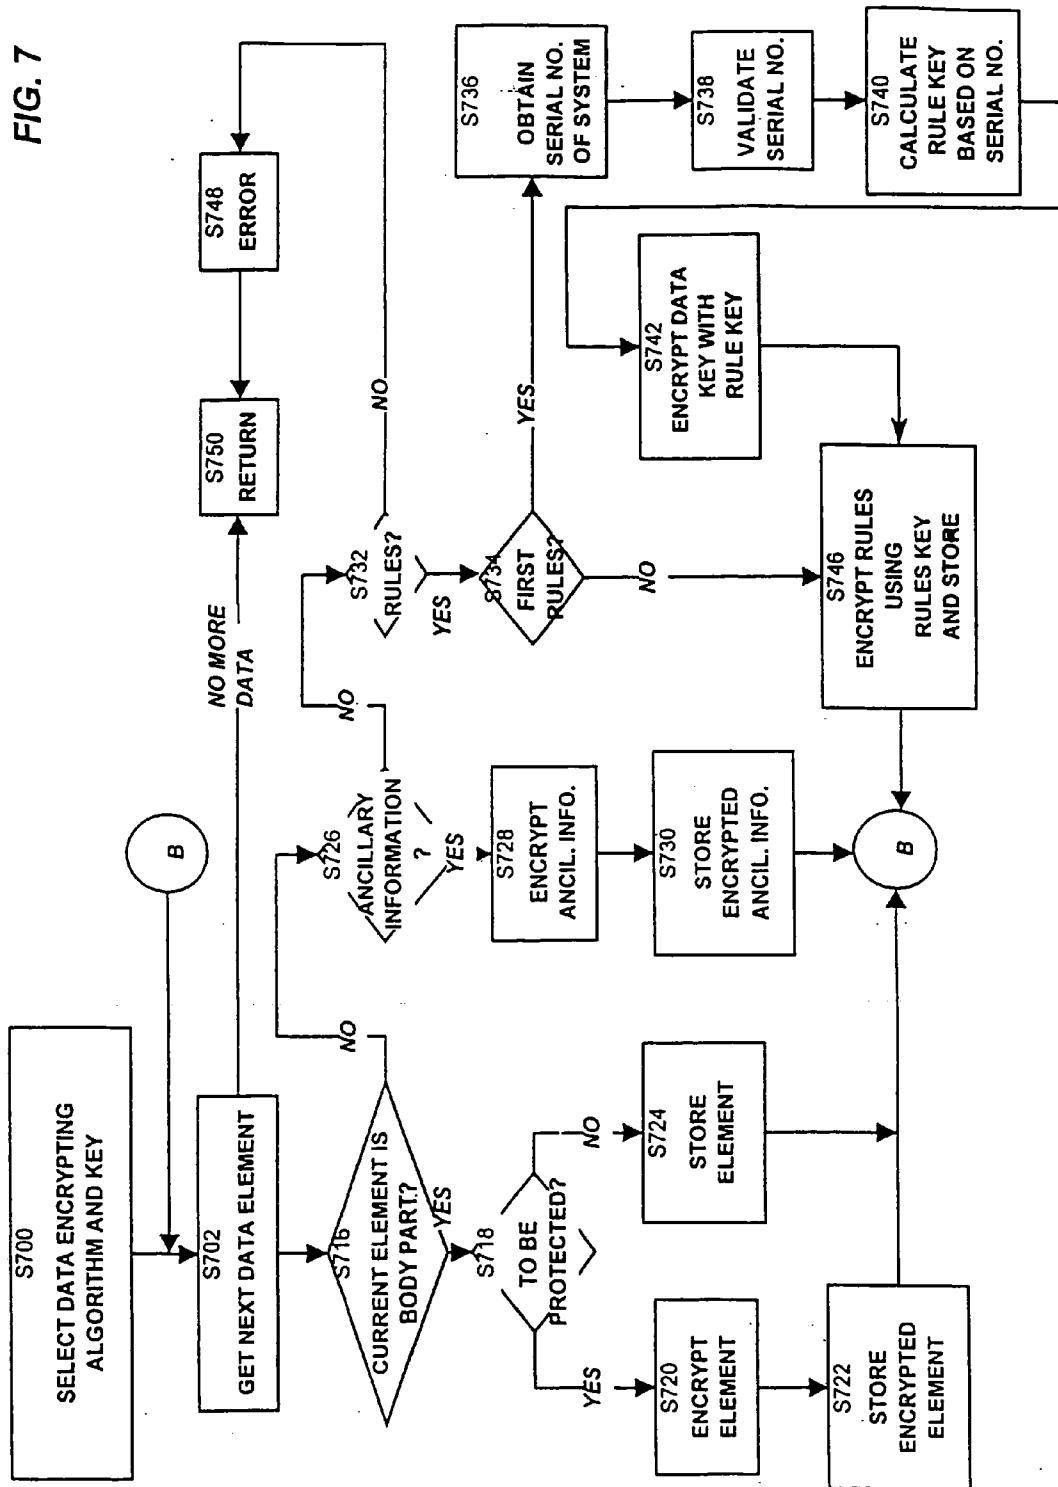 FIG. 7
S700
SELECT DATA ENCRYPTING
ALGORITHM AND KEY
B
S702
GET NEXT DATA ELEMENT
NO MORE
DATA
S750
RETURN
S748
ERROR
S716
CURRENT ELEMENT IS
BODY PART?
NO
YES
S726
ANCILLARY
INFORMATION
?
NO
YES
S732
RULES?
NO
YES
S718
TO BE
PROTECTED?
YES
NO
S728
ENCRYPT
ANCIL. INFO.
S734
FIRST
RULES?
YES
NO
S736
OBTAIN
SERIAL NO.
OF SYSTEM
S720
ENCRYPT
ELEMENT
S724
STORE
ELEMENT
S730
STORE
ENCRYPTED
ANCIL. INFO.
S742
ENCRYPT DATA
KEY WITH
RULE KEY
S738
VALIDATE
SERIAL NO.
S722
STORE
ENCRYPTED
ELEMENT
B
S746
ENCRYPT RULES
USING
RULES KEY
AND STORE
S740
CALCULATE
RULE KEY
BASED ON
SERIAL NO.